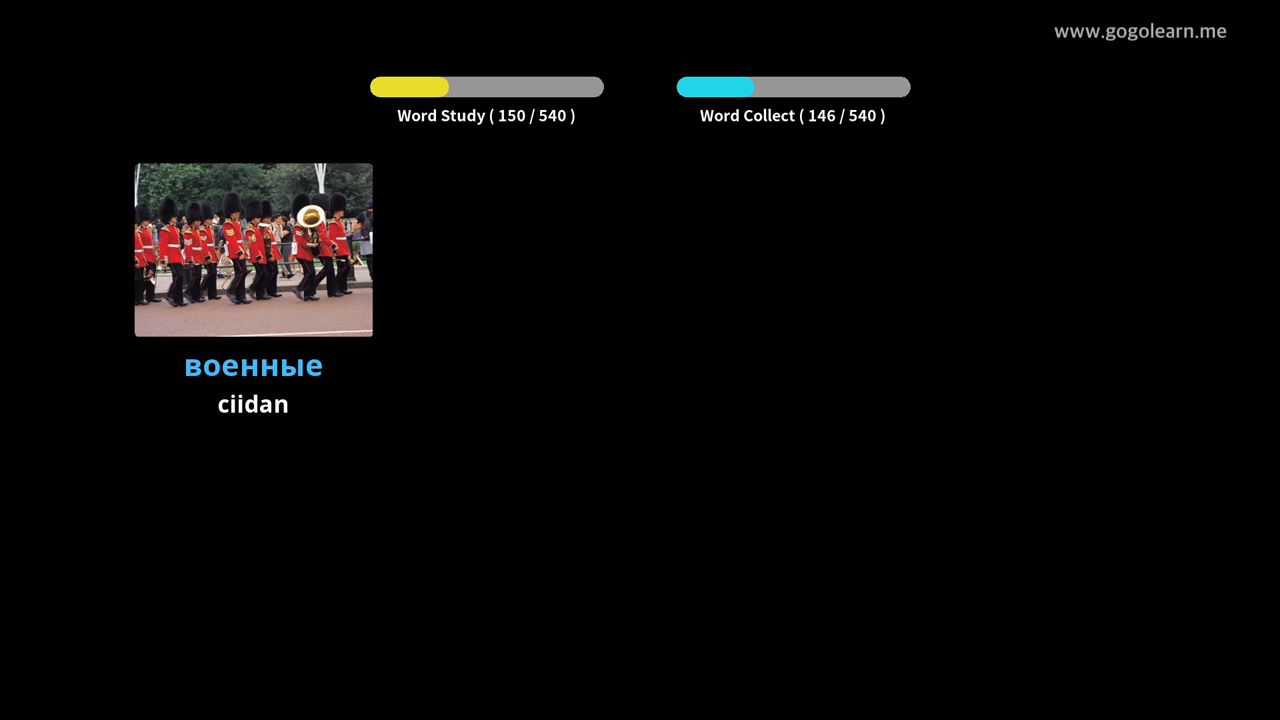 www.gogolearn.me
Word Study ( 150 / 540 )
Word Collect ( 146 / 540 )
военные
ciidan